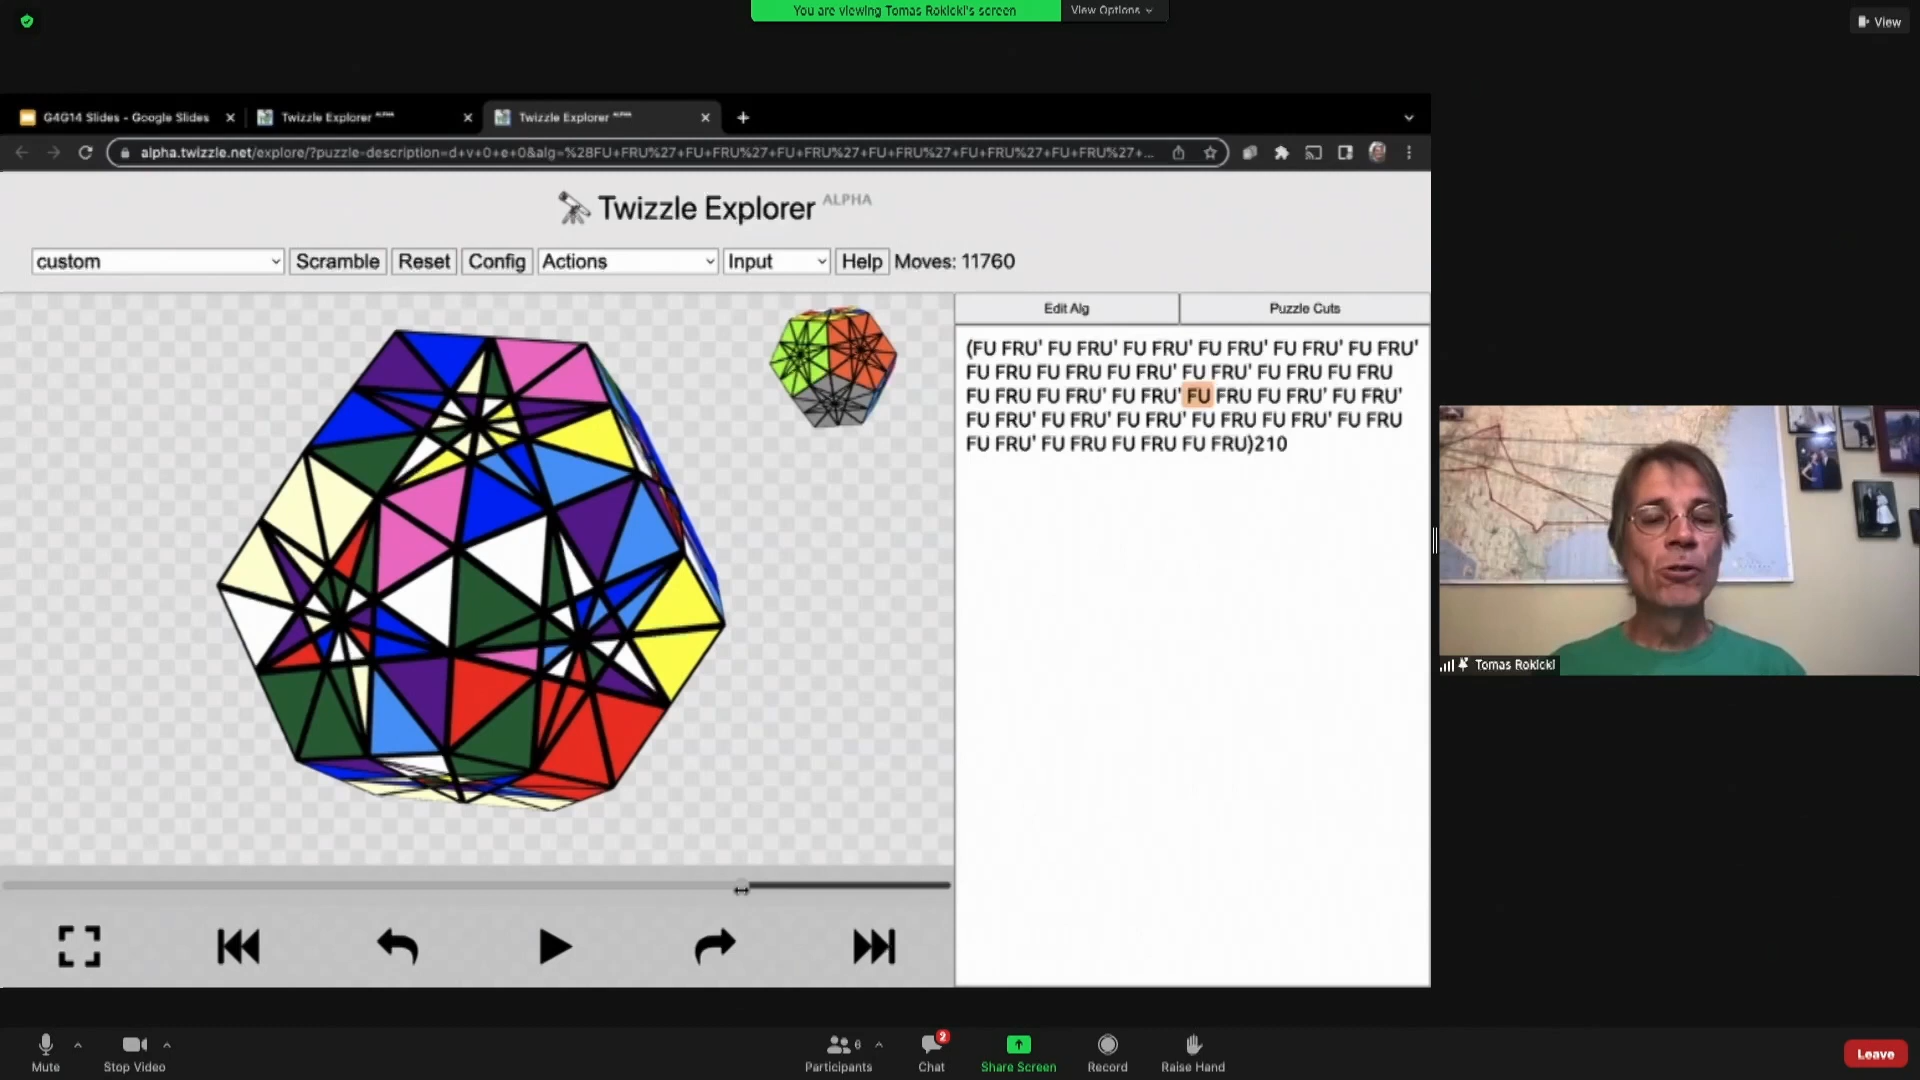 You are viewing Tomas Rokicki's screen
View Options
View
G4G14 Slides - Google Slides
Twizzle Explorer ALPHA
Twizzle Explorer ALPHA
alpha.twizzle.net/explore/?puzzle-description=d+v+0+e+0&alg=%28FU+FRU%27+FU+FRU%27+FU+FRU%27+FU+FRU%27+FU+FRU%27+FU+FRU%27+...
Twizzle Explorer ALPHA
custom
Scramble
Reset
Config
Actions
Input
Help
Moves: 11760
Edit Alg
Puzzle Cuts
(FU FRU' FU FRU' FU FRU' FU FRU' FU FRU' FU FRU'
FU FRU FU FRU FU FRU' FU FRU' FU FRU FU FRU
FU FRU FU FRU' FU FRU' FU FRU FU FRU' FU FRU'
FU FRU' FU FRU' FU FRU' FU FRU FU FRU' FU FRU
FU FRU' FU FRU FU FRU FU FRU)210
Tomas Rokicki
Mute
Stop Video
6
Participants
2
Chat
Share Screen
Record
Raise Hand
Leave